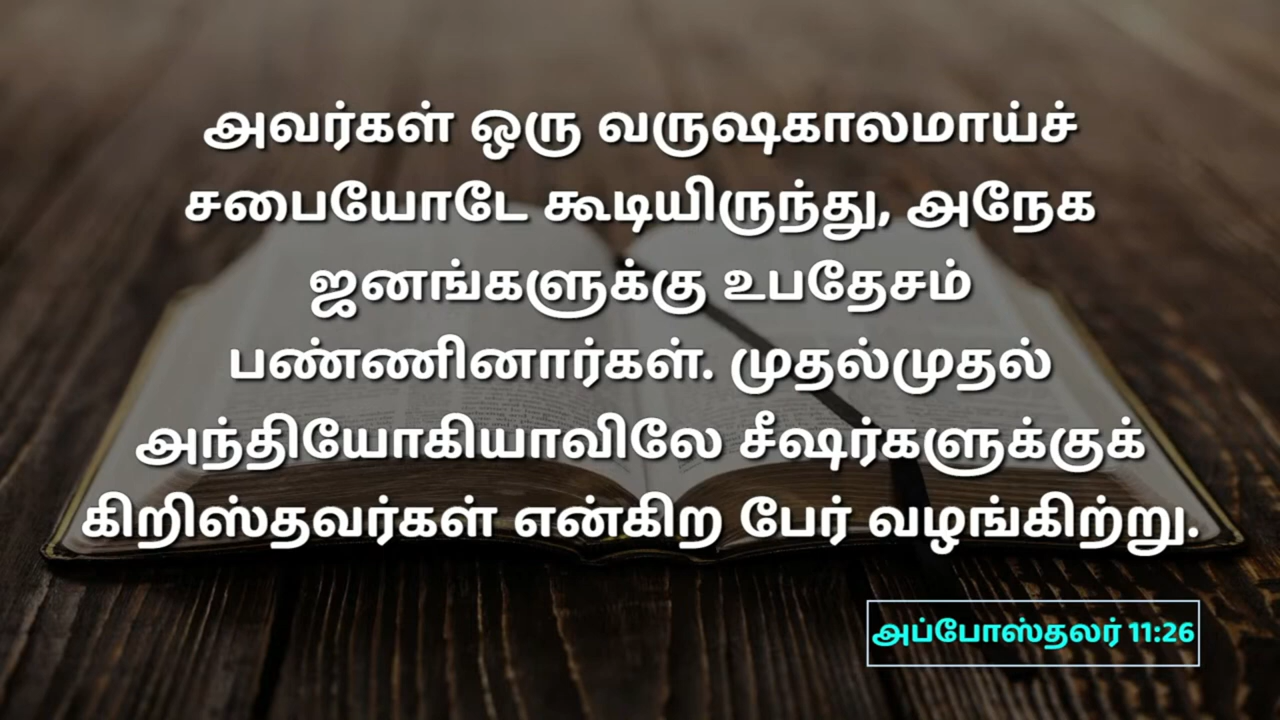 அவர்கள் ஒரு வருஷகாலமாய்ச்
சபையோடே கூடியிருந்து, அநேக
ஜனங்களுக்கு உபதேசம்
பண்ணினார்கள். முதல்முதல்
அந்தியோகியாவிலே சீஷர்களுக்குக்
கிறிஸ்தவர்கள் என்கிற பேர் வழங்கிற்று.
அப்போஸ்தலர் 11:26